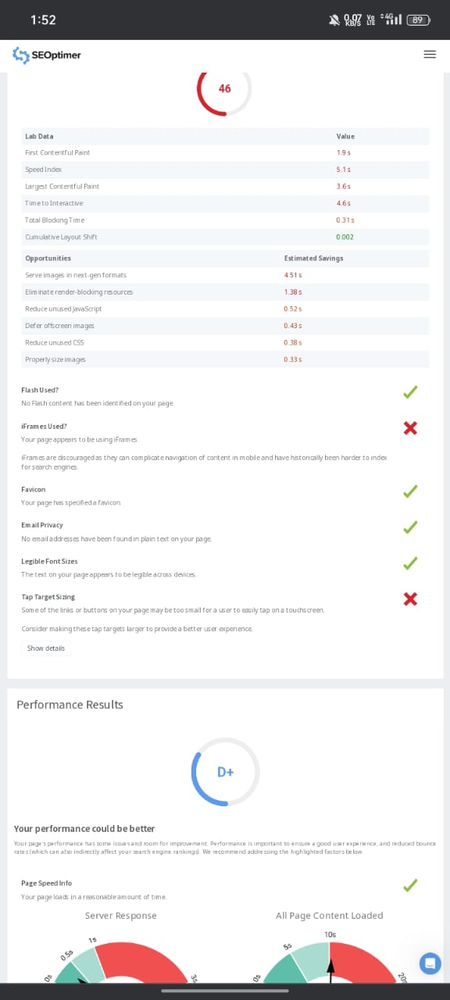 1:52
0.07 KB/S Vo LTE 4G 89
SEOptimer
46
Lab Data Value
First Contentful Paint 1.9 s
Speed Index 5.1 s
Largest Contentful Paint 3.6 s
Time to Interactive 4.6 s
Total Blocking Time 0.31 s
Cumulative Layout Shift 0.002
Opportunities Estimated Savings
Serve images in next-gen formats 4.51 s
Eliminate render-blocking resources 1.38 s
Reduce unused JavaScript 0.52 s
Defer offscreen images 0.43 s
Reduce unused CSS 0.38 s
Properly size images 0.33 s
Flash Used?
No Flash content has been identified on your page.
iFrames Used?
Your page appears to be using iFrames.
iFrames are discouraged as they can complicate navigation of content in mobile and have historically been harder to index
for search engines.
Favicon
Your page has specified a favicon.
Email Privacy
No email addresses have been found in plain text on your page.
Legible Font Sizes
The text on your page appears to be legible across devices.
Tap Target Sizing
Some of the links or buttons on your page may be too small for a user to easily tap on a touchscreen.
Consider making these tap targets larger to provide a better user experience.
Show details
Performance Results
D+
Your performance could be better
Your page's performance has some issues and room for improvement. Performance is important to ensure a good user experience, and reduced bounce
rates (which can also indirectly affect your search engine rankings). We recommend addressing the highlighted factors below.
Page Speed Info
Your page loads in a reasonable amount of time.
Server Response All Page Content Loaded
0s 0.5s 1s 3s 0s 5s 10s 20s